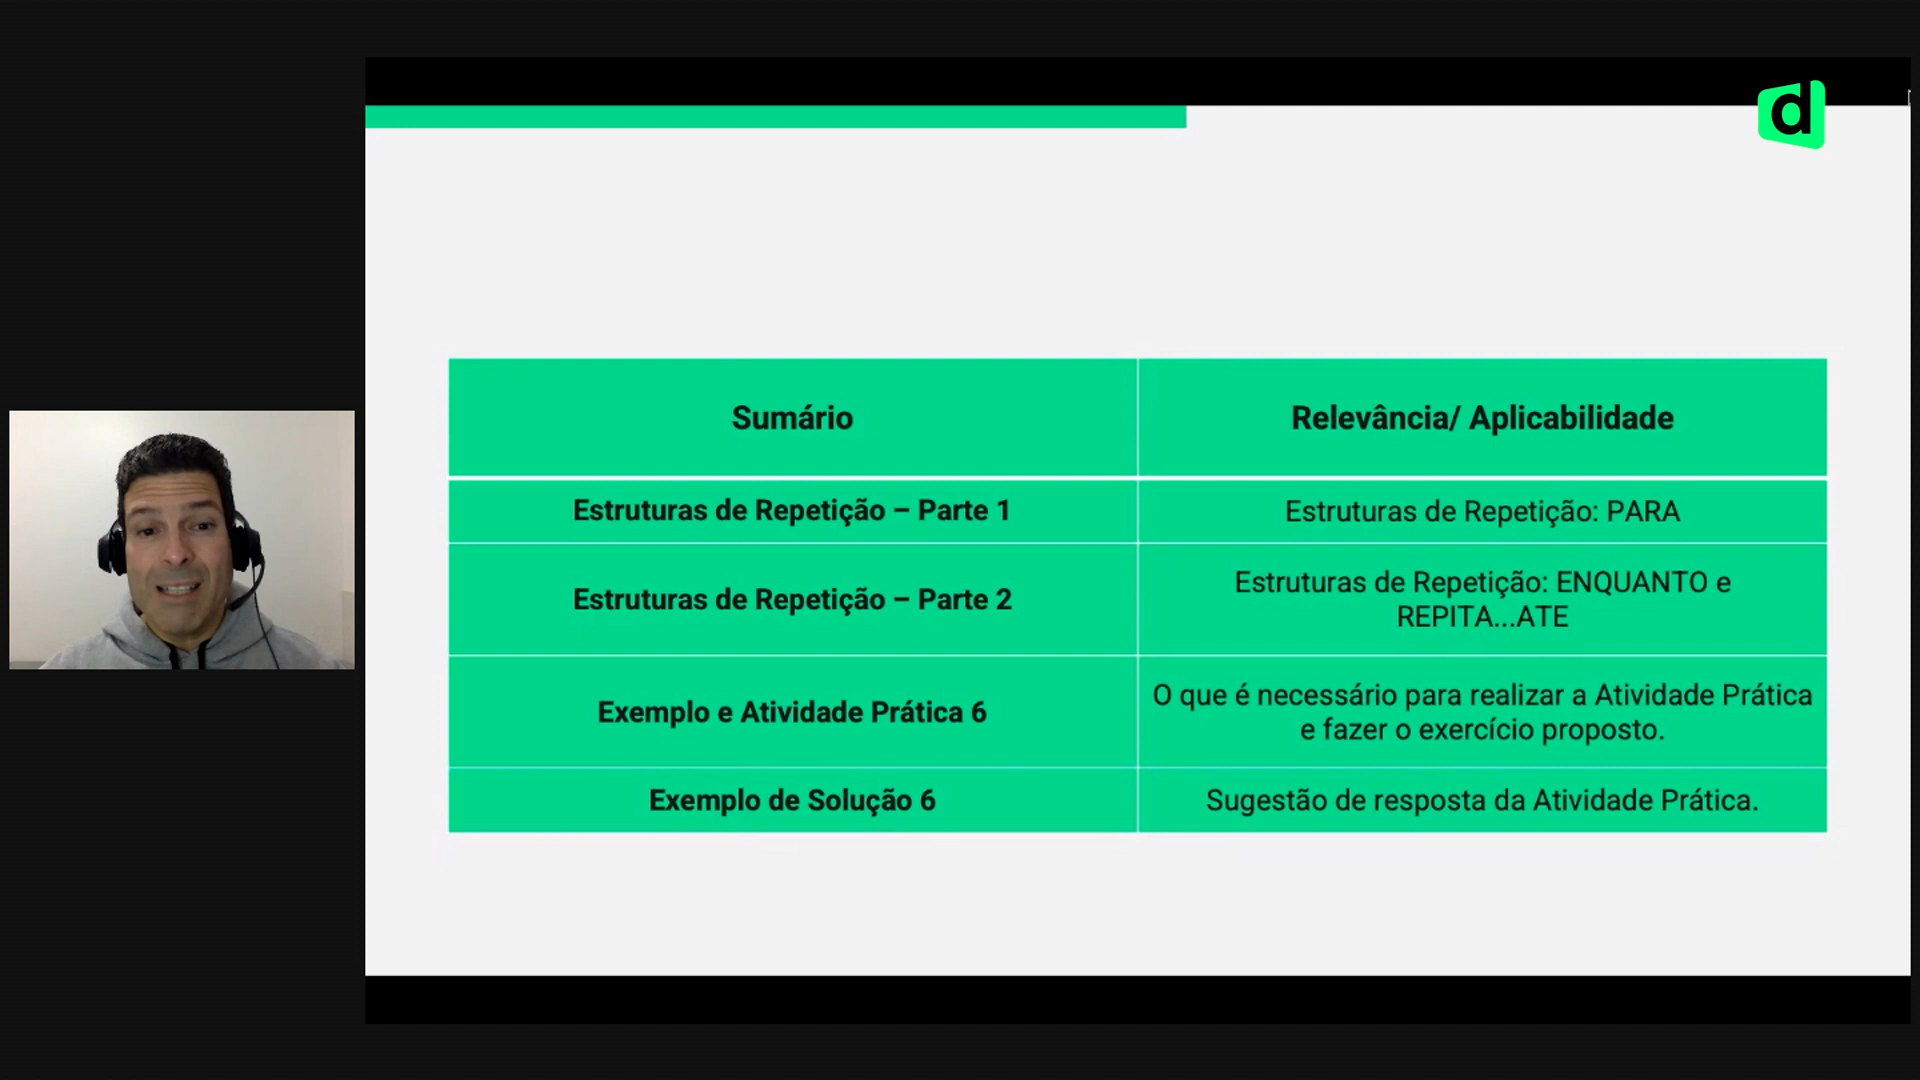 d
Sumário
Relevância/ Aplicabilidade
Estruturas de Repetição – Parte 1
Estruturas de Repetição: PARA
Estruturas de Repetição – Parte 2
Estruturas de Repetição: ENQUANTO e
REPITA...ATE
Exemplo e Atividade Prática 6
O que é necessário para realizar a Atividade Prática
e fazer o exercício proposto.
Exemplo de Solução 6
Sugestão de resposta da Atividade Prática.